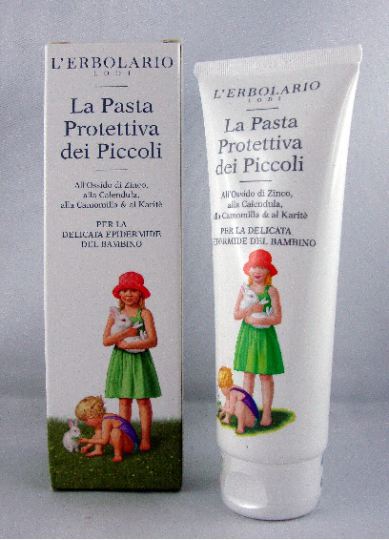 L'ERBOLARIO
LODI
La Pasta
Protettiva
dei Piccoli
All'Ossido di Zinco,
alla Calendula,
alla Camomilla & al Karitè
PER LA
DELICATA EPIDERMIDE
DEL BAMBINO
L'ERBOLARIO
LODI
La Pasta
Protettiva
dei Piccoli
All'Ossido di Zinco,
alla Calendula,
alla Camomilla & al Karitè
PER LA DELICATA
EPIDERMIDE DEL BAMBINO